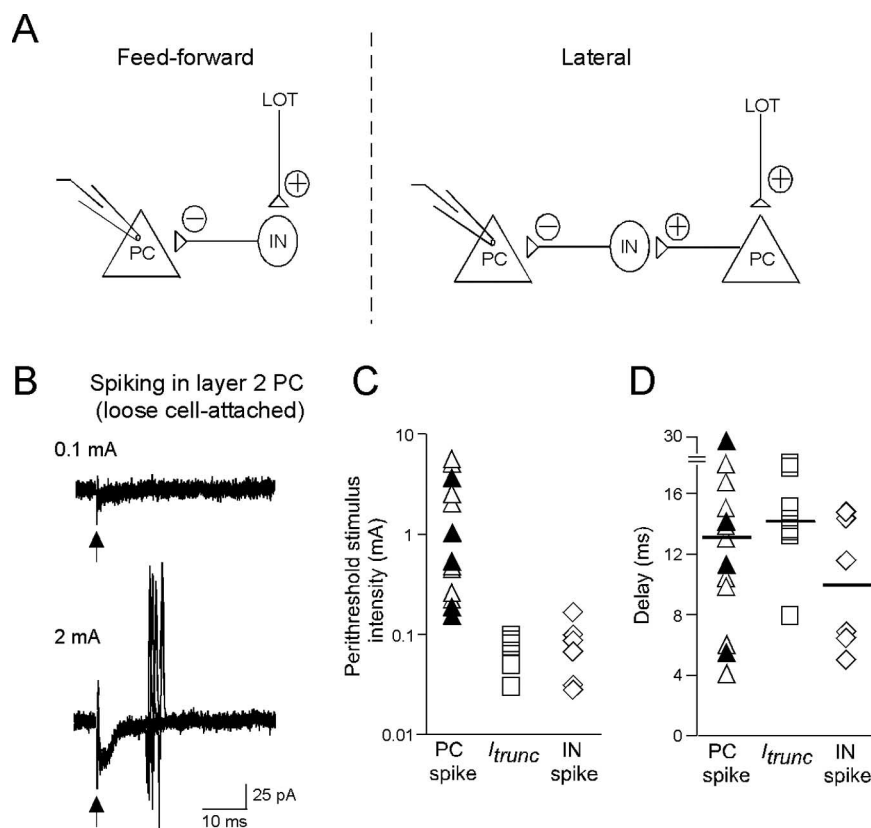 A
Feed-forward
Lateral
LOT
LOT
+
+
−
−
+
PC
IN
PC
IN
PC
B
Spiking in layer 2 PC
(loose cell-attached)
0.1 mA
2 mA
25 pA
10 ms
C
Perithreshold stimulus
intensity (mA)
10
1
0.1
0.01
PC
spike
Itrunc
IN
spike
D
Delay (ms)
30
16
12
8
4
0
PC
spike
Itrunc
IN
spike